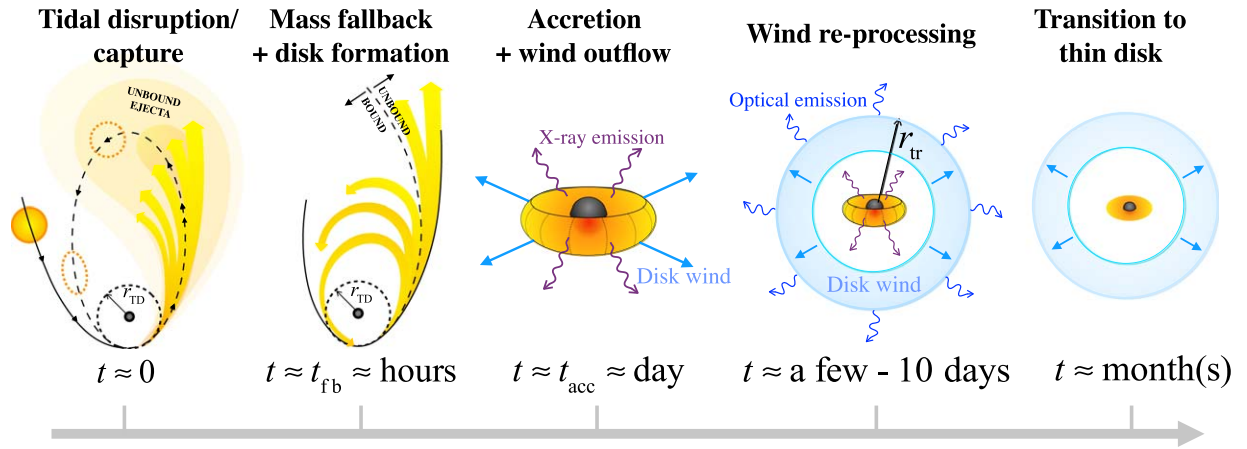 Tidal disruption/
capture
Mass fallback
+ disk formation
Accretion
+ wind outflow
Wind re-processing
Transition to
thin disk
UNBOUND
EJECTA
r_TD
UNBOUND
BOUND
r_TD
X-ray emission
Disk wind
Optical emission
r_tr
Disk wind
t ≈ 0
t ≈ t_fb ≈ hours
t ≈ t_acc ≈ day
t ≈ a few - 10 days
t ≈ month(s)